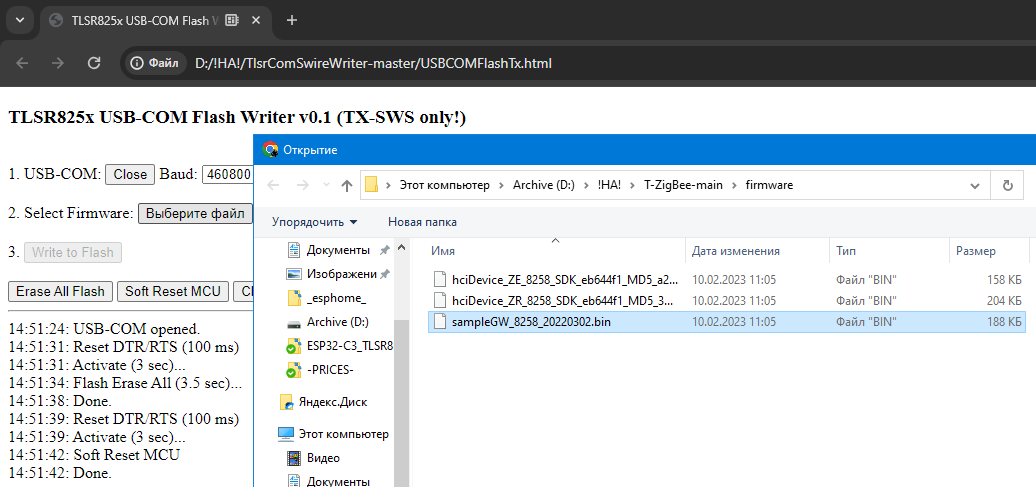 TLSR825x USB-COM Flash W
Файл D:/!HA!/TlsrComSwireWriter-master/USBCOMFlashTx.html
TLSR825x USB-COM Flash Writer v0.1 (TX-SWS only!)
1. USB-COM: Close Baud: 460800
2. Select Firmware: Выберите файл
3. Write to Flash
Erase All Flash Soft Reset MCU Cl
14:51:24: USB-COM opened.
14:51:31: Reset DTR/RTS (100 ms)
14:51:31: Activate (3 sec)...
14:51:34: Flash Erase All (3.5 sec)...
14:51:38: Done.
14:51:39: Reset DTR/RTS (100 ms)
14:51:39: Activate (3 sec)...
14:51:42: Soft Reset MCU
14:51:42: Done.
Открытие
Этот компьютер > Archive (D:) > !HA! > T-ZigBee-main > firmware
Упорядочить Новая папка
Документы
Изображени
_esphome_
Archive (D:)
ESP32-C3_TLSR8
-PRICES-
Яндекс.Диск
Этот компьютер
Видео
Документы
Имя Дата изменения Тип Размер
hciDevice_ZE_8258_SDK_eb644f1_MD5_a2... 10.02.2023 11:05 Файл "BIN" 158 КБ
hciDevice_ZR_8258_SDK_eb644f1_MD5_3... 10.02.2023 11:05 Файл "BIN" 204 КБ
sampleGW_8258_20220302.bin 10.02.2023 11:05 Файл "BIN" 188 КБ